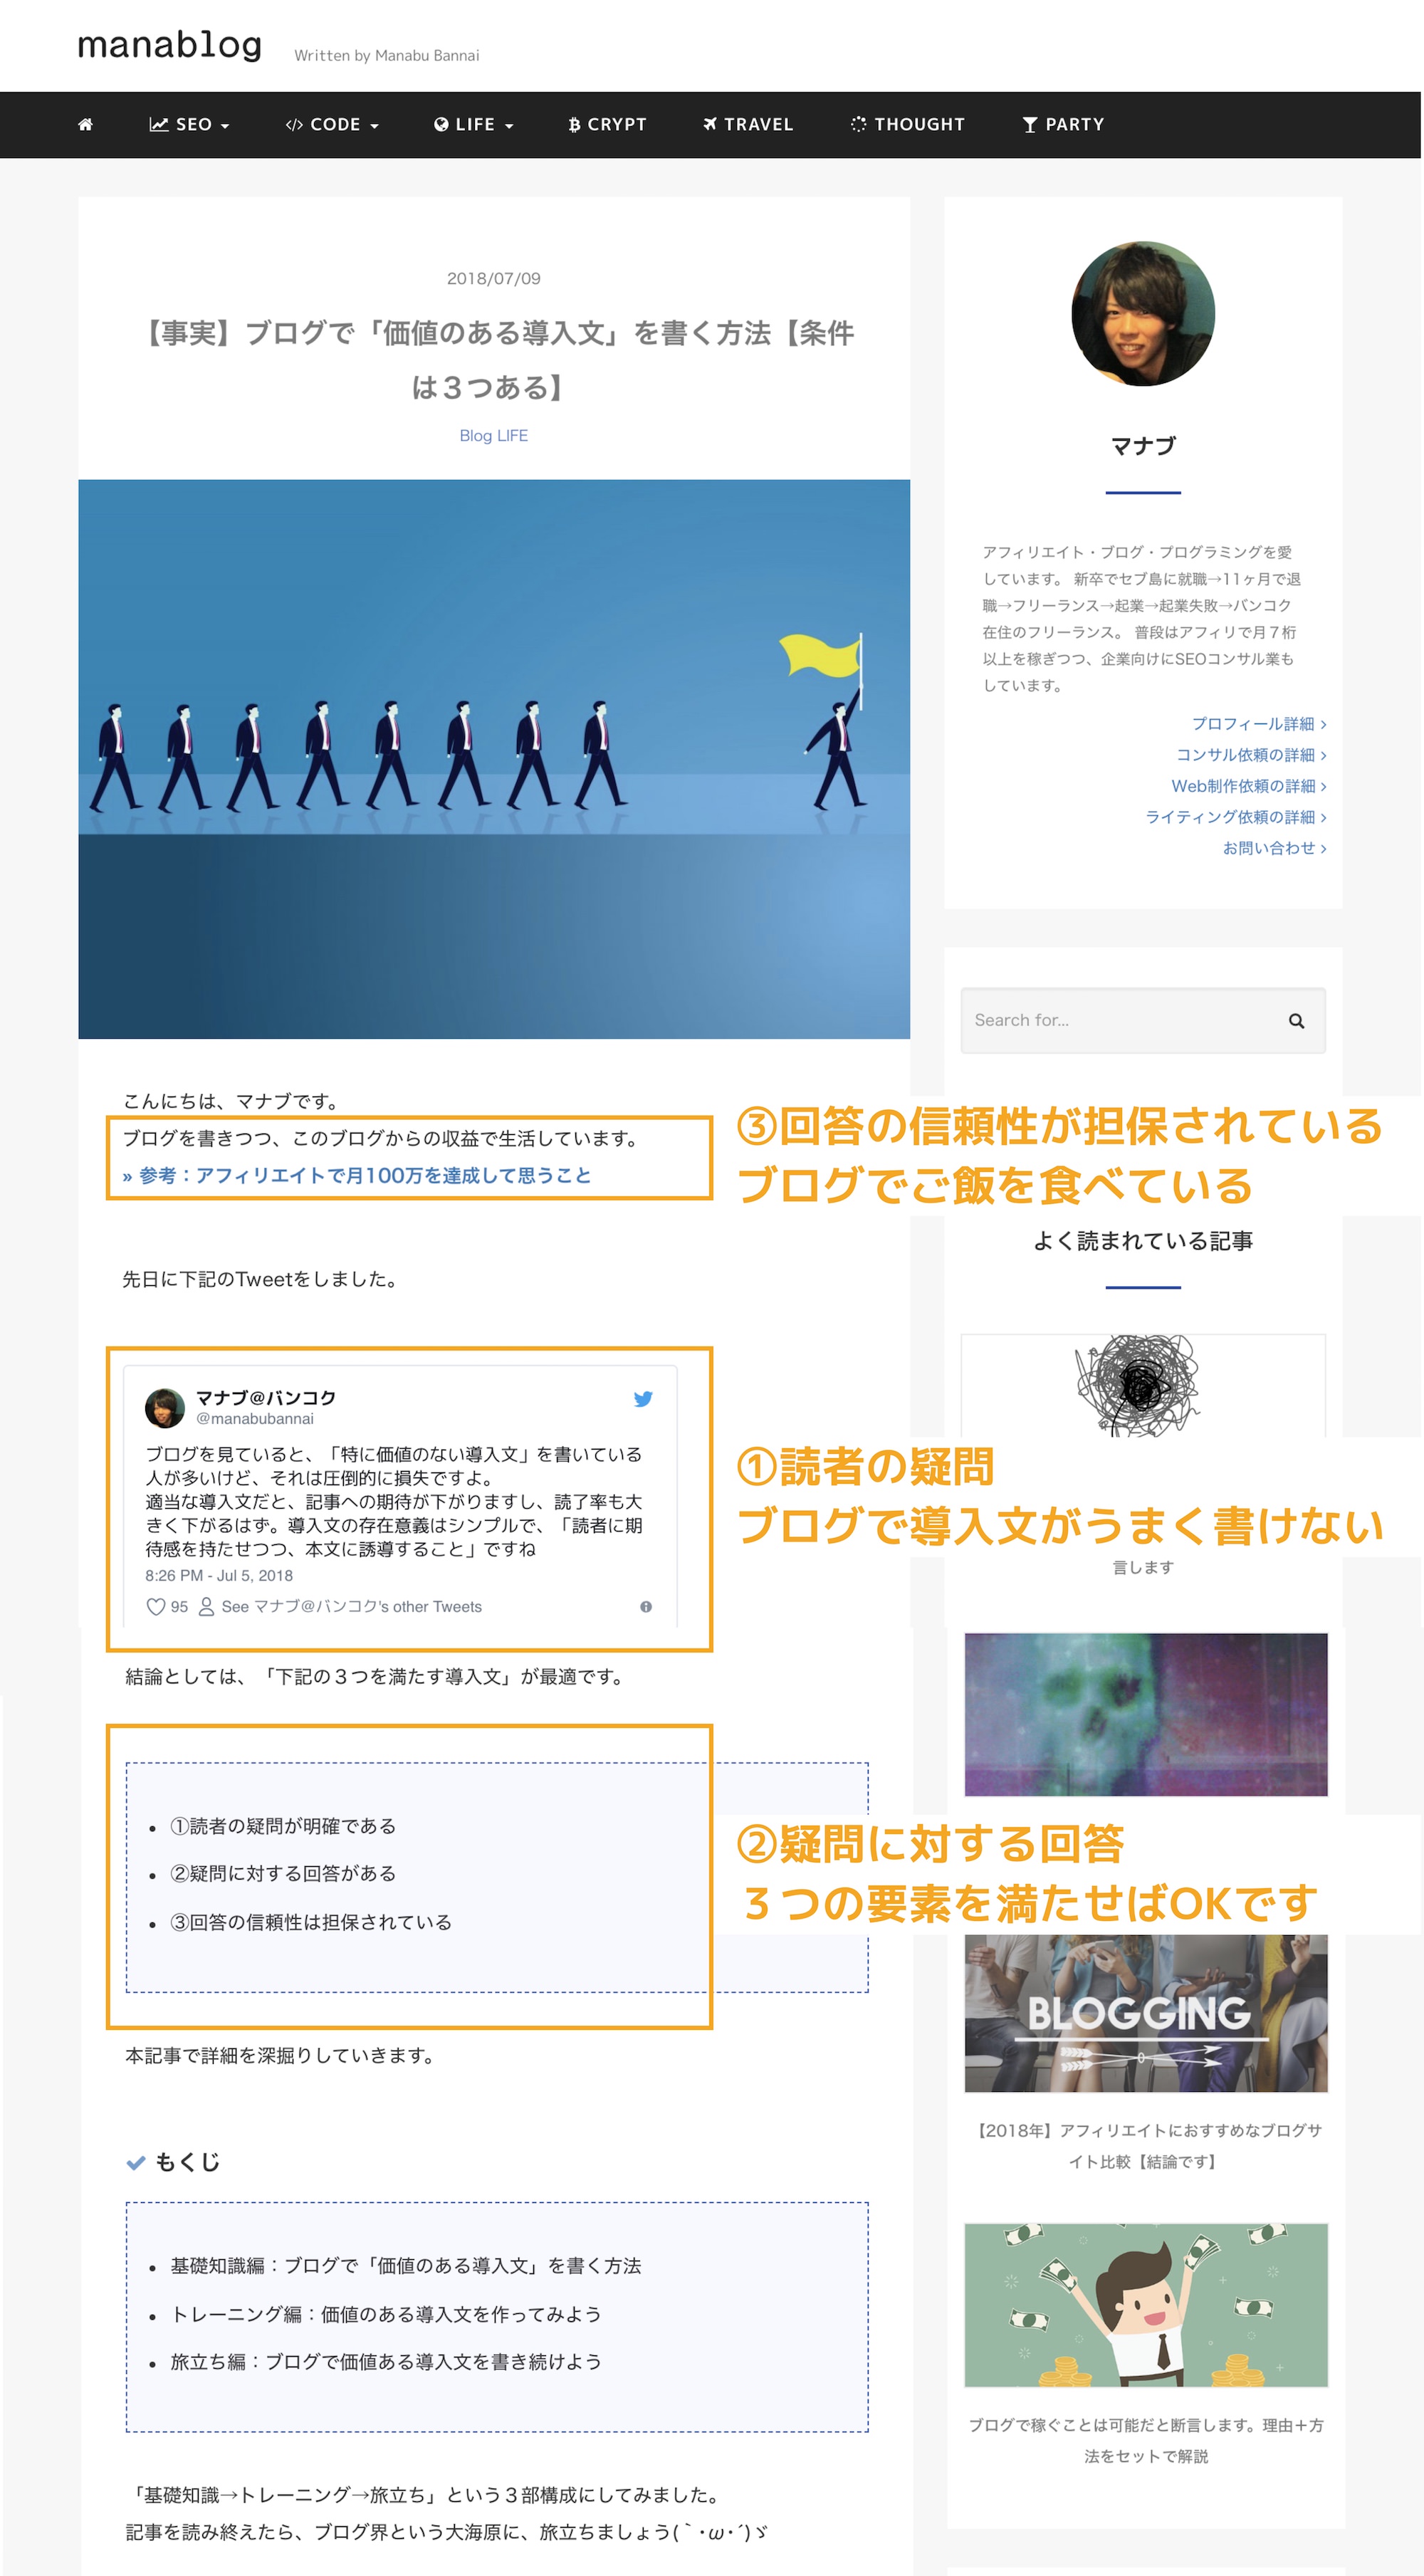 manablog
Written by Manabu Bannai
SEO
CODE
LIFE
CRYPT
TRAVEL
THOUGHT
PARTY
2018/07/09
【事実】ブログで「価値のある導入文」を書く方法【条件
は３つある】
Blog LIFE
こんにちは、マナブです。
ブログを書きつつ、このブログからの収益で生活しています。
» 参考：アフィリエイトで月100万を達成して思うこと
③回答の信頼性が担保されている
ブログでご飯を食べている
先日に下記のTweetをしました。
マナブ@バンコク
@manabubannai
ブログを見ていると、「特に価値のない導入文」を書いている
人が多いけど、それは圧倒的に損失ですよ。
適当な導入文だと、記事への期待が下がりますし、読了率も大
きく下がるはず。導入文の存在意義はシンプルで、「読者に期
待感を持たせつつ、本文に誘導すること」ですね
8:26 PM - Jul 5, 2018
95
See マナブ@バンコク's other Tweets
①読者の疑問
ブログで導入文がうまく書けない
結論としては、「下記の３つを満たす導入文」が最適です。
• ①読者の疑問が明確である
• ②疑問に対する回答がある
• ③回答の信頼性は担保されている
②疑問に対する回答
３つの要素を満たせばOKです
本記事で詳細を深掘りしていきます。
もくじ
• 基礎知識編：ブログで「価値のある導入文」を書く方法
• トレーニング編：価値のある導入文を作ってみよう
• 旅立ち編：ブログで価値ある導入文を書き続けよう
「基礎知識→トレーニング→旅立ち」という３部構成にしてみました。
記事を読み終えたら、ブログ界という大海原に、旅立ちましょう(｀･ω･´)ゞ
マナブ
アフィリエイト・ブログ・プログラミングを愛
しています。 新卒でセブ島に就職→11ヶ月で退
職→フリーランス→起業→起業失敗→バンコク
在住のフリーランス。 普段はアフィリで月７桁
以上を稼ぎつつ、企業向けにSEOコンサル業も
しています。
プロフィール詳細 ›
コンサル依頼の詳細 ›
Web制作依頼の詳細 ›
ライティング依頼の詳細 ›
お問い合わせ ›
Search for...
よく読まれている記事
言します
BLOGGING
【2018年】アフィリエイトにおすすめなブログサ
イト比較【結論です】
ブログで稼ぐことは可能だと断言します。理由＋方
法をセットで解説